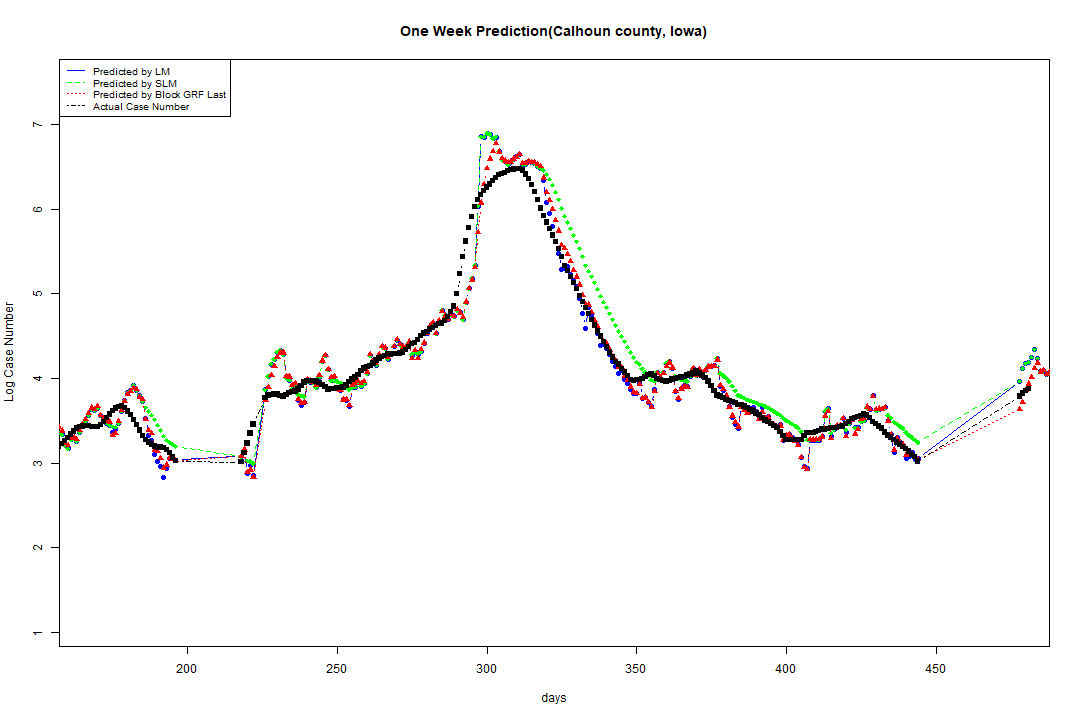 One Week Prediction(Calhoun county, Iowa)
Predicted by LM
Predicted by SLM
Predicted by Block GRF Last
Actual Case Number
7
6
5
4
3
2
1
Log Case Number
200 250 300 350 400 450
days